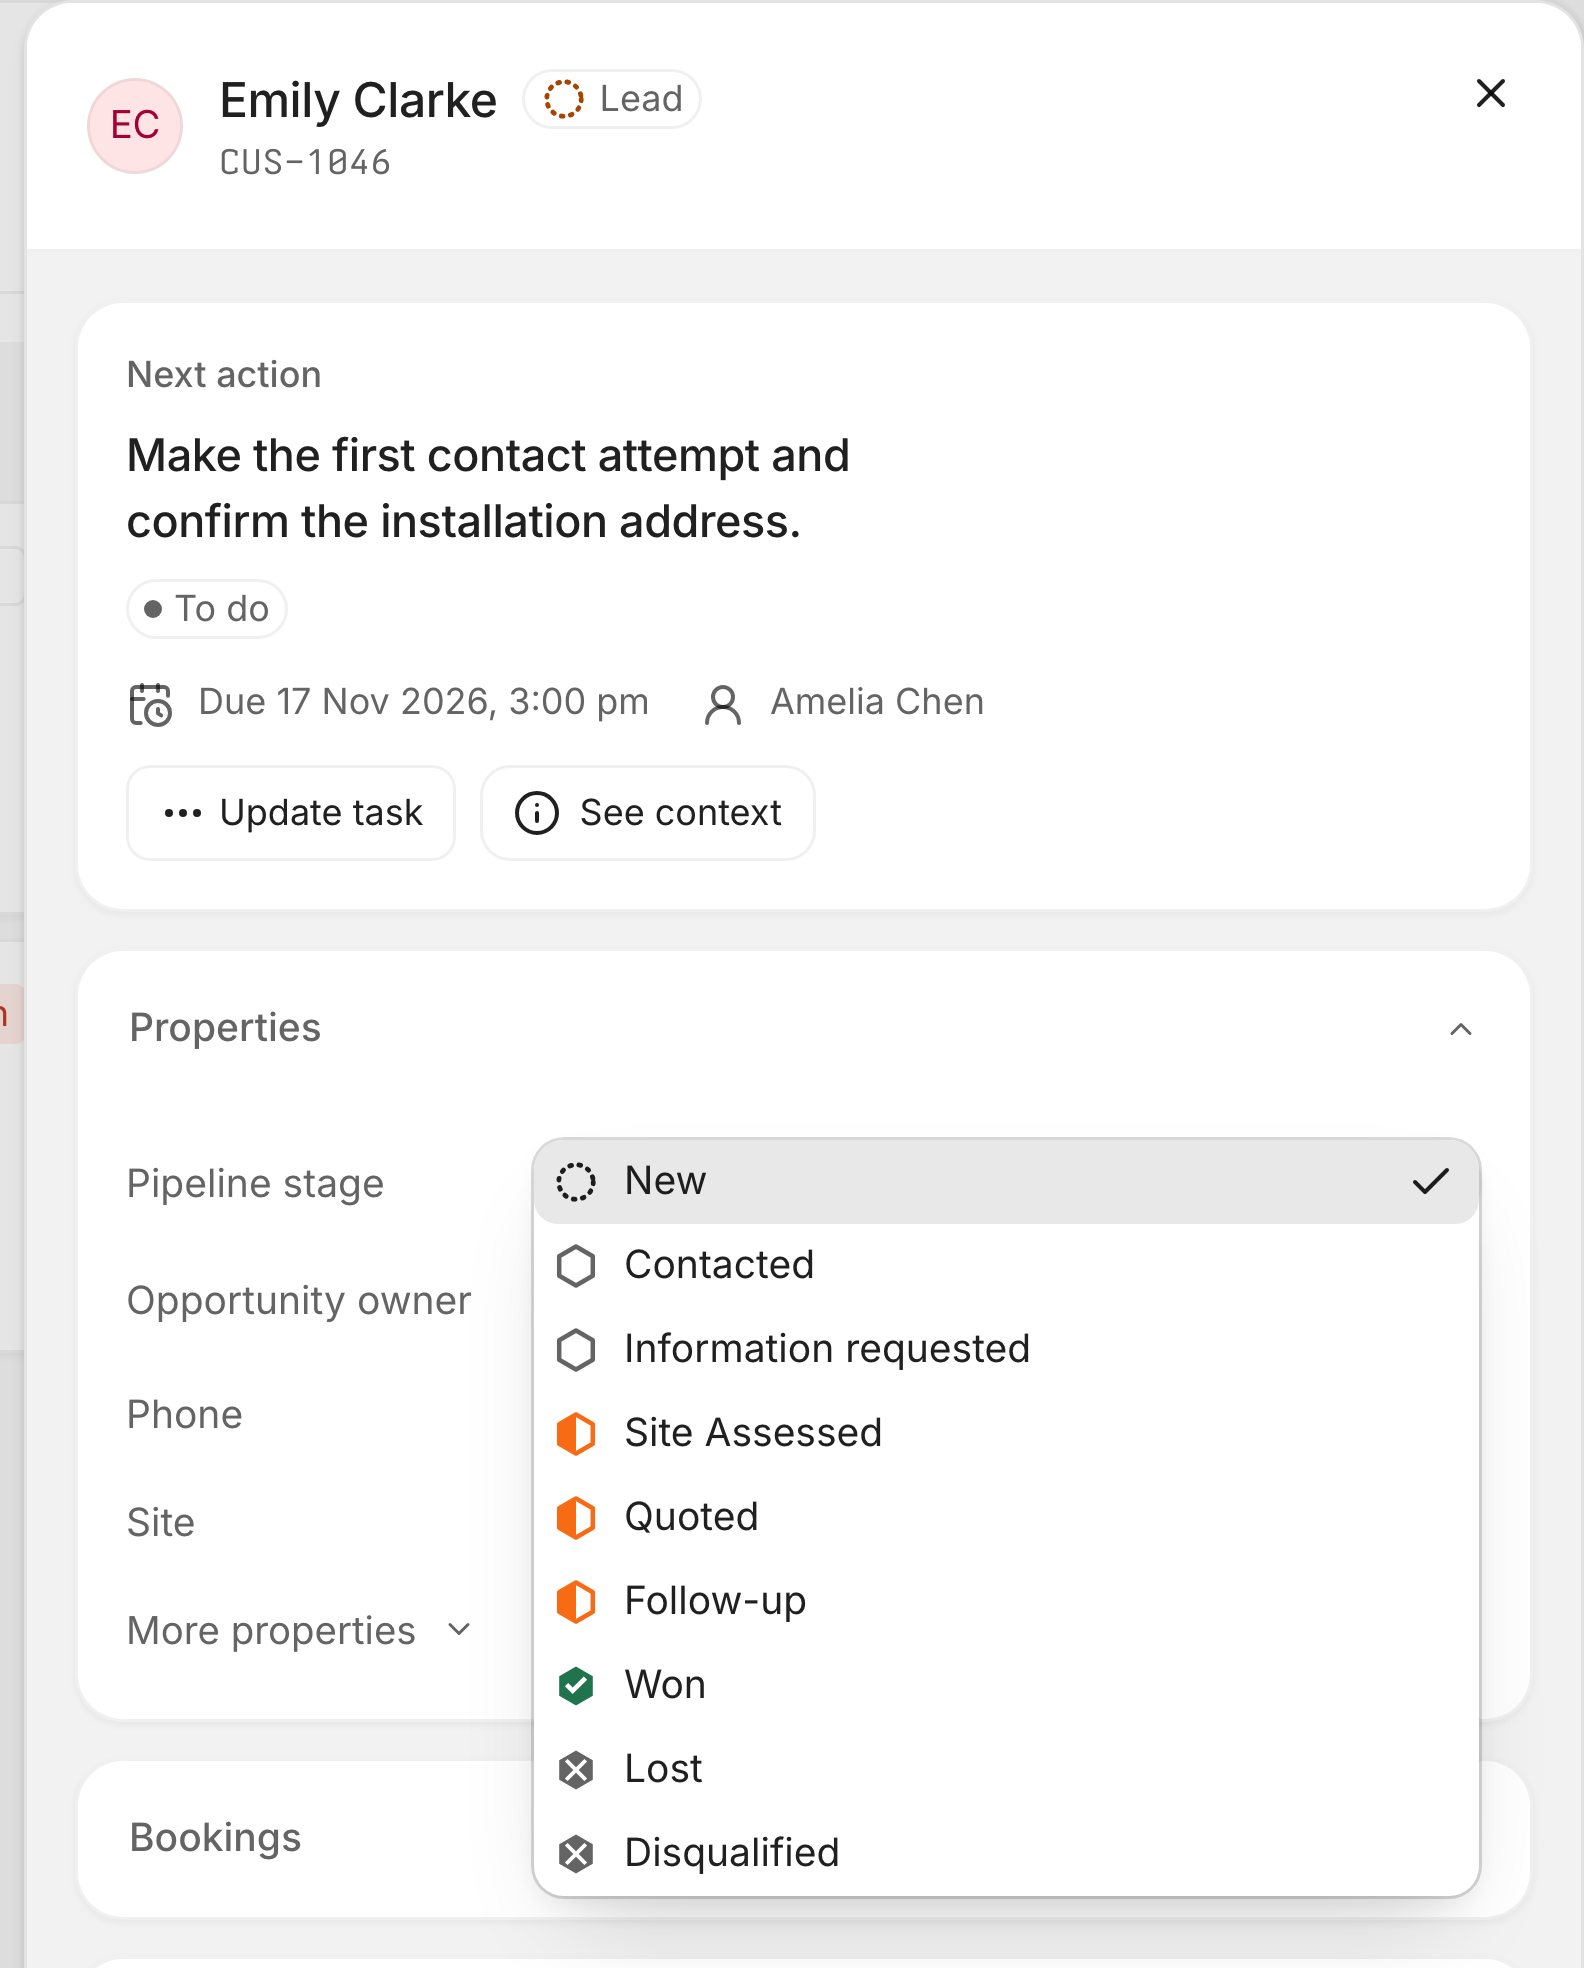 EC
Emily Clarke
Lead
CUS-1046
Next action
Make the first contact attempt and
confirm the installation address.
To do
Due 17 Nov 2026, 3:00 pm
Amelia Chen
Update task
See context
Properties
Pipeline stage
New
Contacted
Opportunity owner
Information requested
Phone
Site Assessed
Site
Quoted
More properties
Follow-up
Won
Lost
Bookings
Disqualified